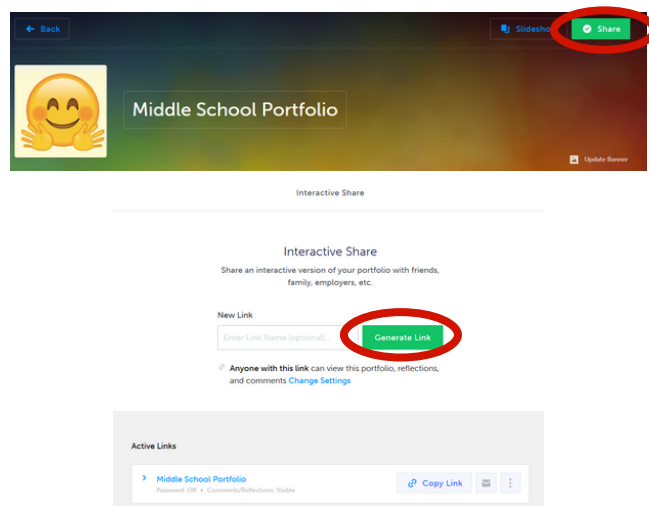 Back
Slidesho
Share
Middle School Portfolio
Update Banner
Interactive Share
Interactive Share
Share an interactive version of your portfolio with friends,
family, employers, etc.
New Link
Enter Link Name (optional)...
Generate Link
Anyone with this link can view this portfolio, reflections,
and comments Change Settings
Active Links
Middle School Portfolio
Copy Link
Password: Off • Comments/Reflections: Visible